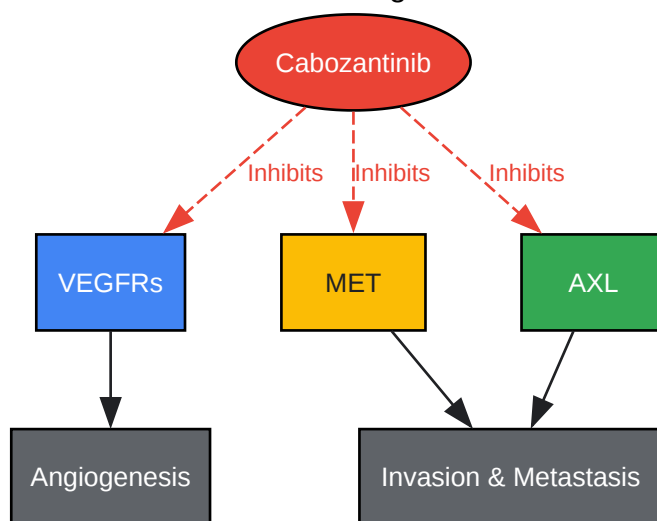 Cabozantinib
Inhibits Inhibits Inhibits
VEGFRs MET AXL
Angiogenesis Invasion & Metastasis